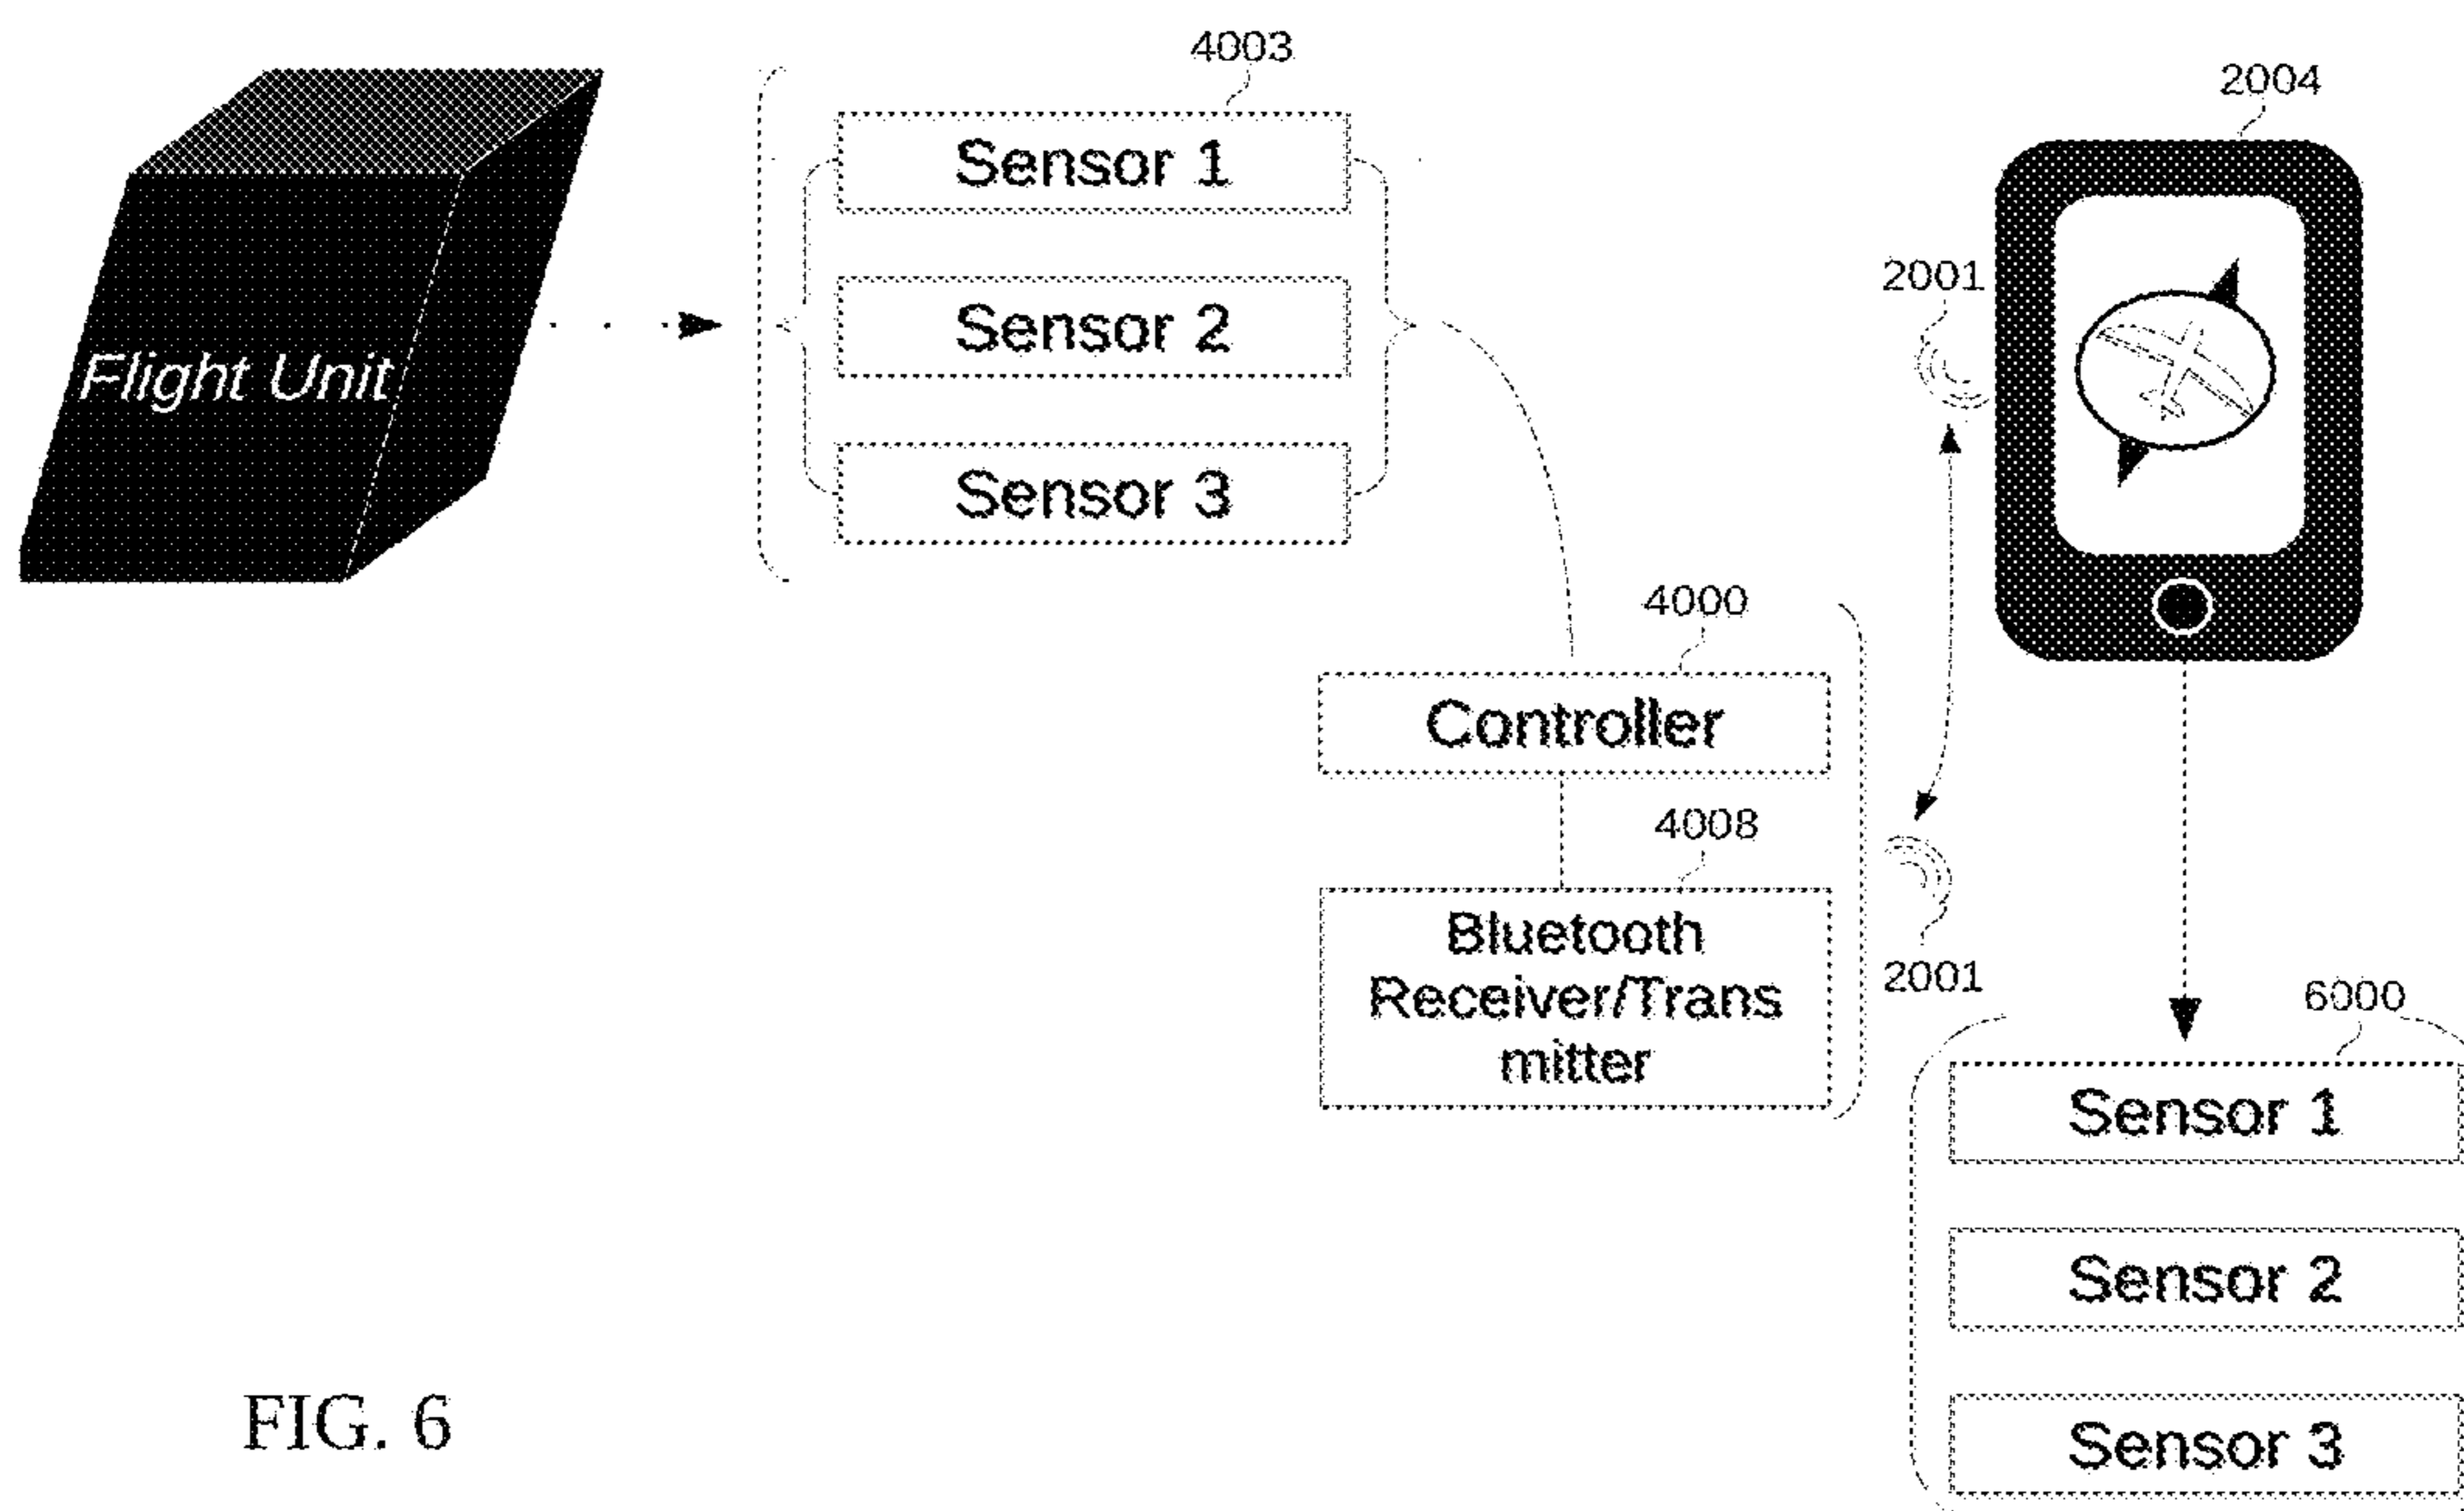 4003
2004
Sensor 1
2001
Sensor 2
Flight Unit
Sensor 3
4000
Controller
4008
Bluetooth
Receiver/Trans
mitter
2001
6000
Sensor 1
Sensor 2
Sensor 3
FIG. 6